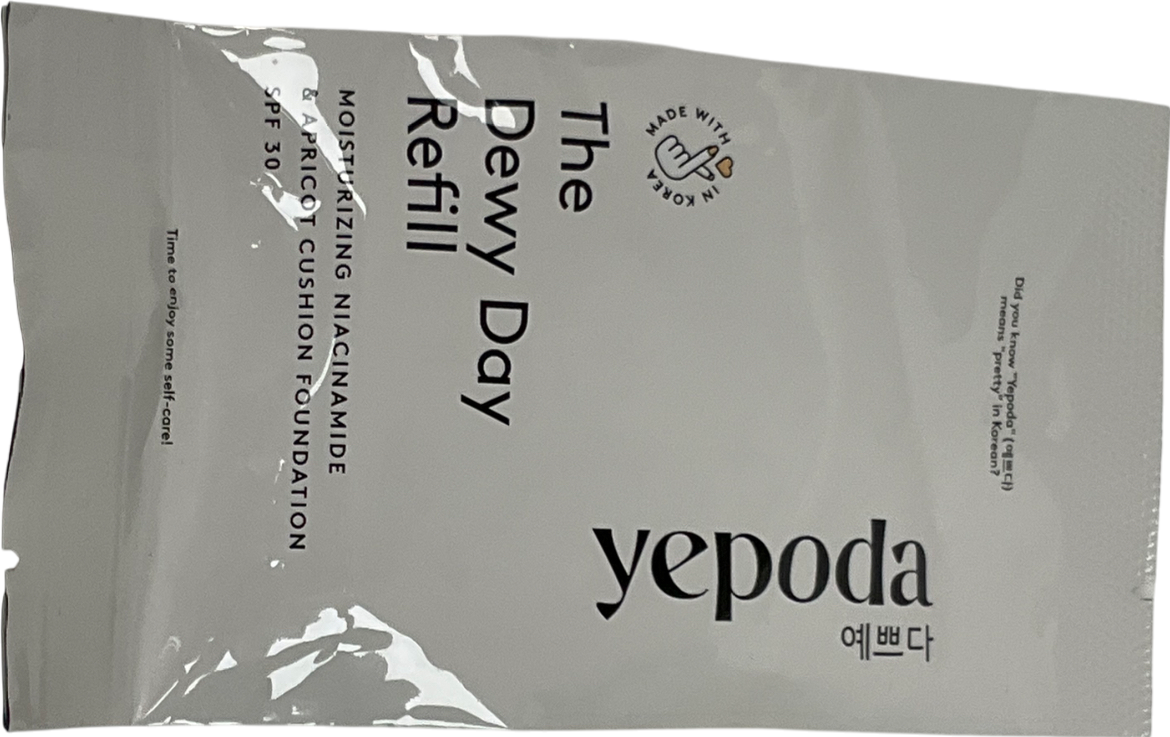 Did you know "Yepoda" (예쁘다)
means "pretty" in Korean?
yepoda
예쁘다
MADE WITH
IN KOREA
The
Dewy Day
Refill
MOISTURIZING NIACINAMIDE
& APRICOT CUSHION FOUNDATION
SPF 30
Time to enjoy some self-care!